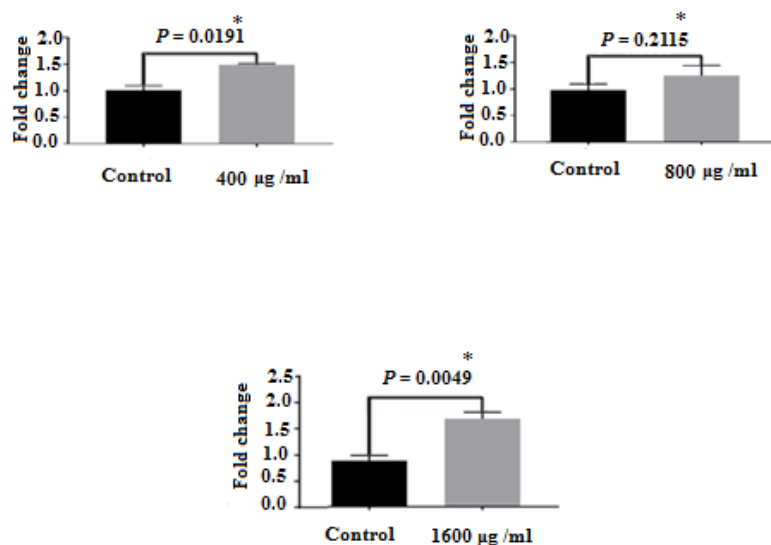 *
P = 0.0191
Fold change
2.0
1.5
1.0
0.5
0.0
Control 400 µg /ml
*
P = 0.2115
Fold change
2.0
1.5
1.0
0.5
0.0
Control 800 µg /ml
*
P = 0.0049
Fold change
2.5
2.0
1.5
1.0
0.5
0.0
Control 1600 µg /ml